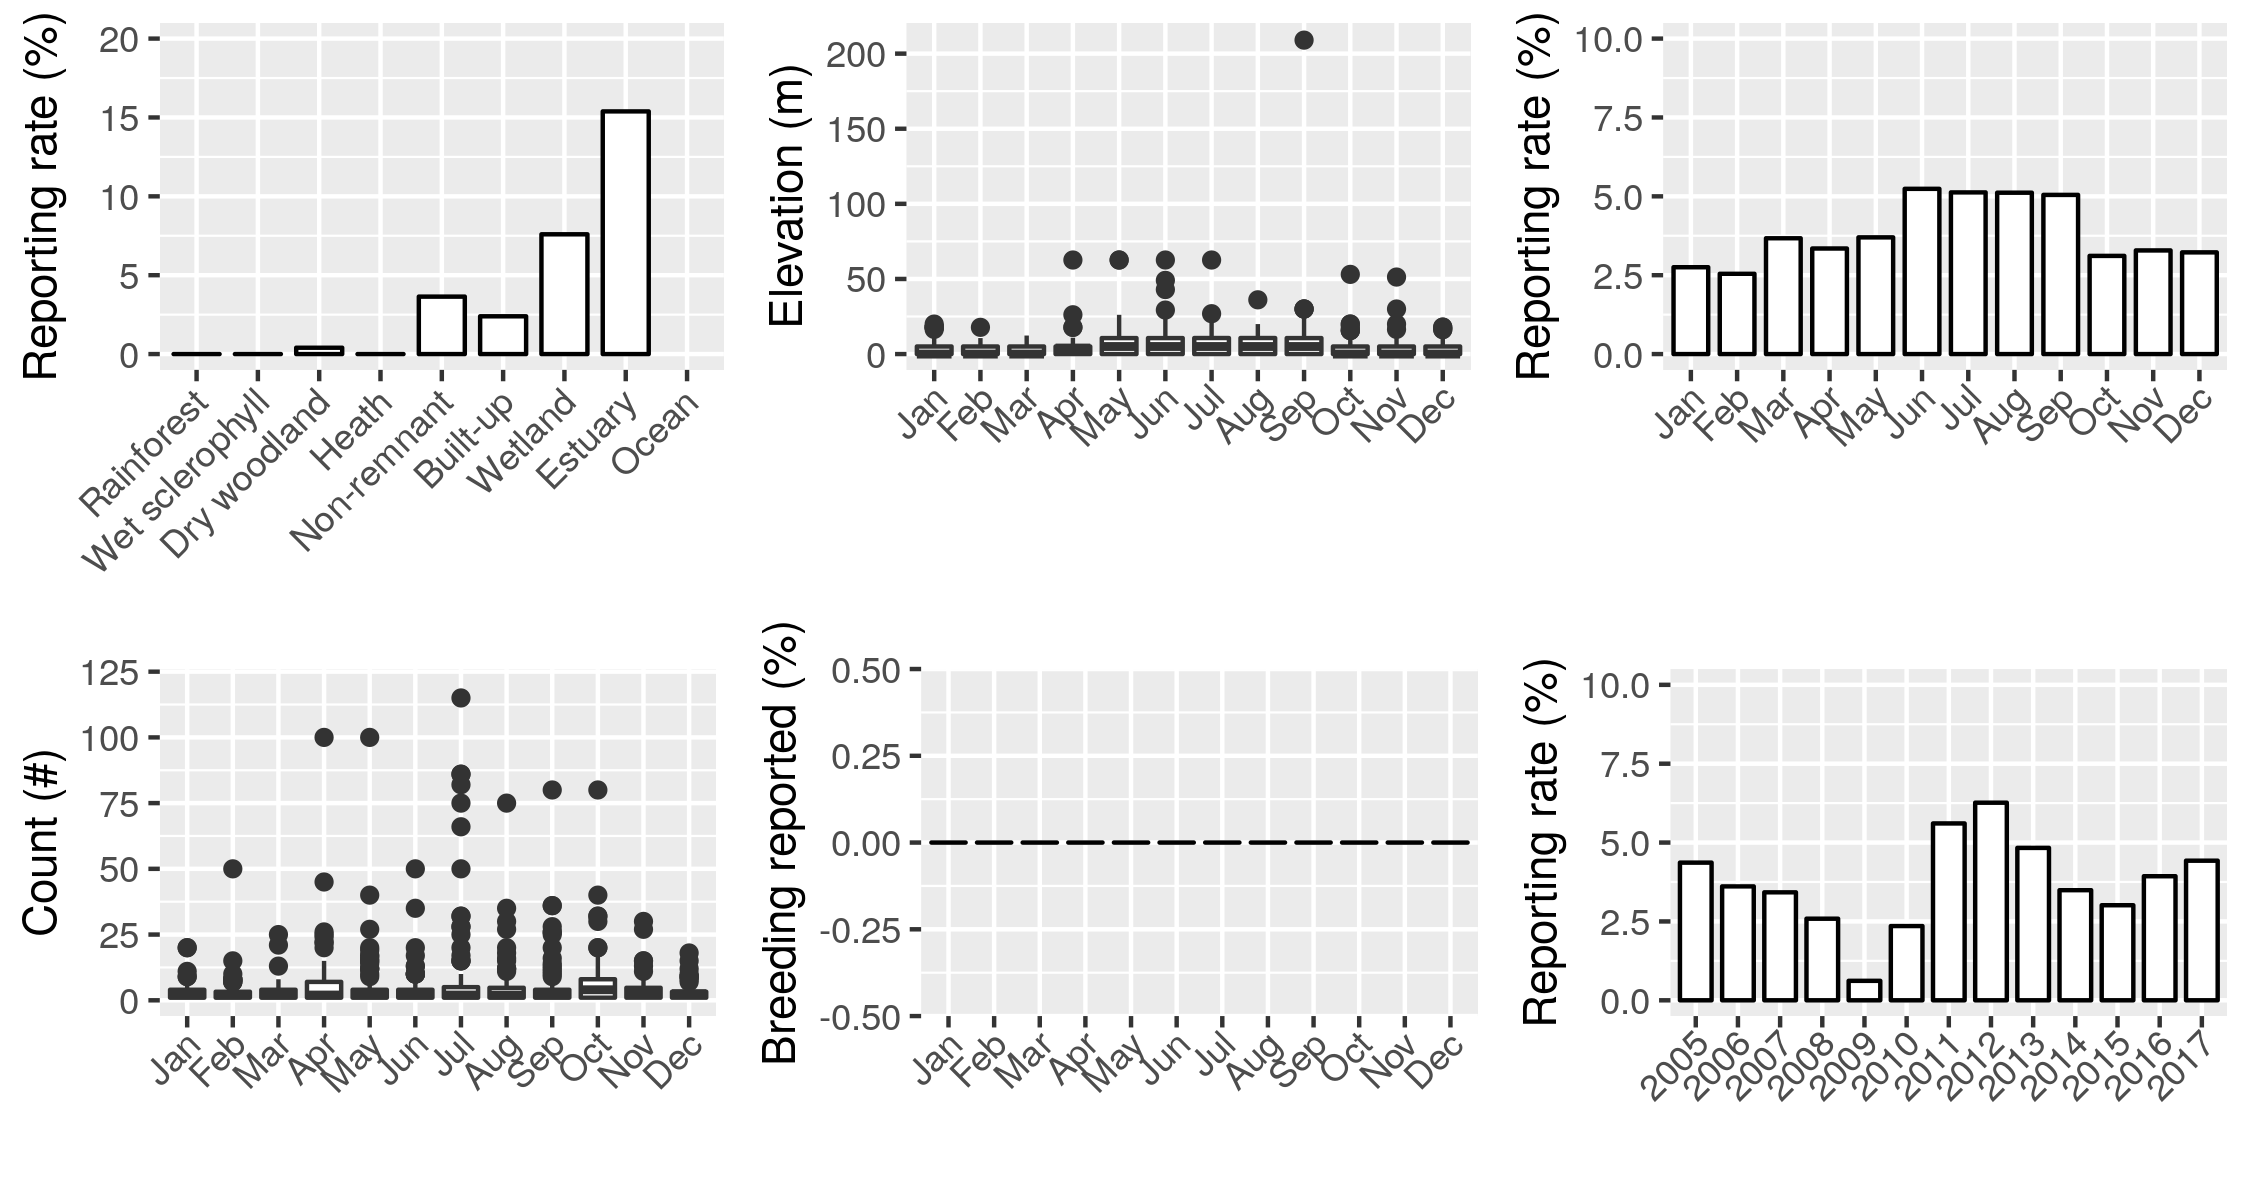 Reporting rate (%)
20
15
10
5
0
Rainforest
Wet sclerophyll
Dry woodland
Heath
Non-remnant
Built-up
Wetland
Estuary
Ocean
Elevation (m)
200
150
100
50
0
Jan
Feb
Mar
Apr
May
Jun
Jul
Aug
Sep
Oct
Nov
Dec
Reporting rate (%)
10.0
7.5
5.0
2.5
0.0
Jan
Feb
Mar
Apr
May
Jun
Jul
Aug
Sep
Oct
Nov
Dec
Count (#)
125
100
75
50
25
0
Jan
Feb
Mar
Apr
May
Jun
Jul
Aug
Sep
Oct
Nov
Dec
Breeding reported (%)
0.50
0.25
0.00
-0.25
-0.50
Jan
Feb
Mar
Apr
May
Jun
Jul
Aug
Sep
Oct
Nov
Dec
Reporting rate (%)
10.0
7.5
5.0
2.5
0.0
2005
2006
2007
2008
2009
2010
2011
2012
2013
2014
2015
2016
2017